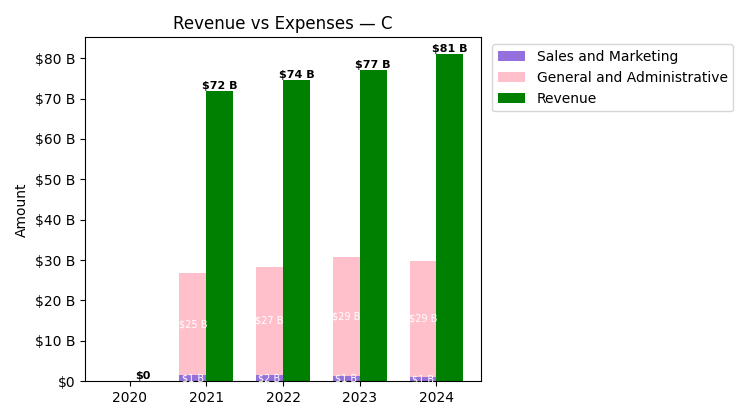 Revenue vs Expenses — C
Sales and Marketing
General and Administrative
Revenue
Amount
$80 B
$70 B
$60 B
$50 B
$40 B
$30 B
$20 B
$10 B
$0
$0
$72 B
$74 B
$77 B
$81 B
$25 B
$27 B
$29 B
$29 B
$1 B
$2 B
$1 B
$1 B
2020
2021
2022
2023
2024